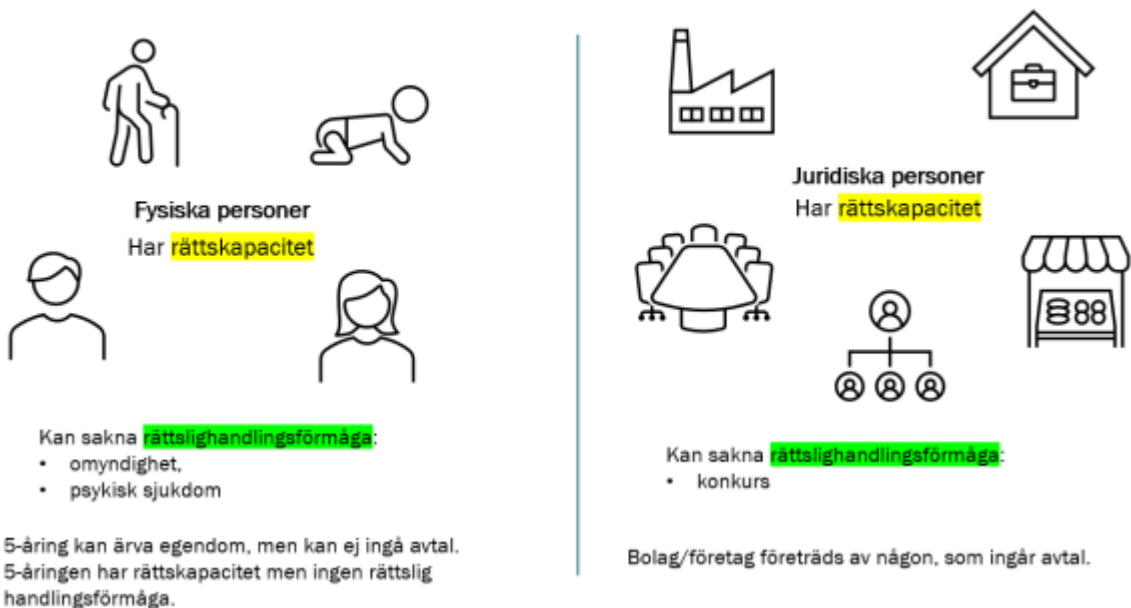 Fysiska personer
Har rättskapacitet
Kan sakna rättslighandlingsförmåga:
• omyndighet,
• psykisk sjukdom
5-åring kan ärva egendom, men kan ej ingå avtal.
5-åringen har rättskapacitet men ingen rättslig
handlingsförmåga.
Juridiska personer
Har rättskapacitet
Kan sakna rättslighandlingsförmåga:
• konkurs
Bolag/företag företräds av någon, som ingår avtal.